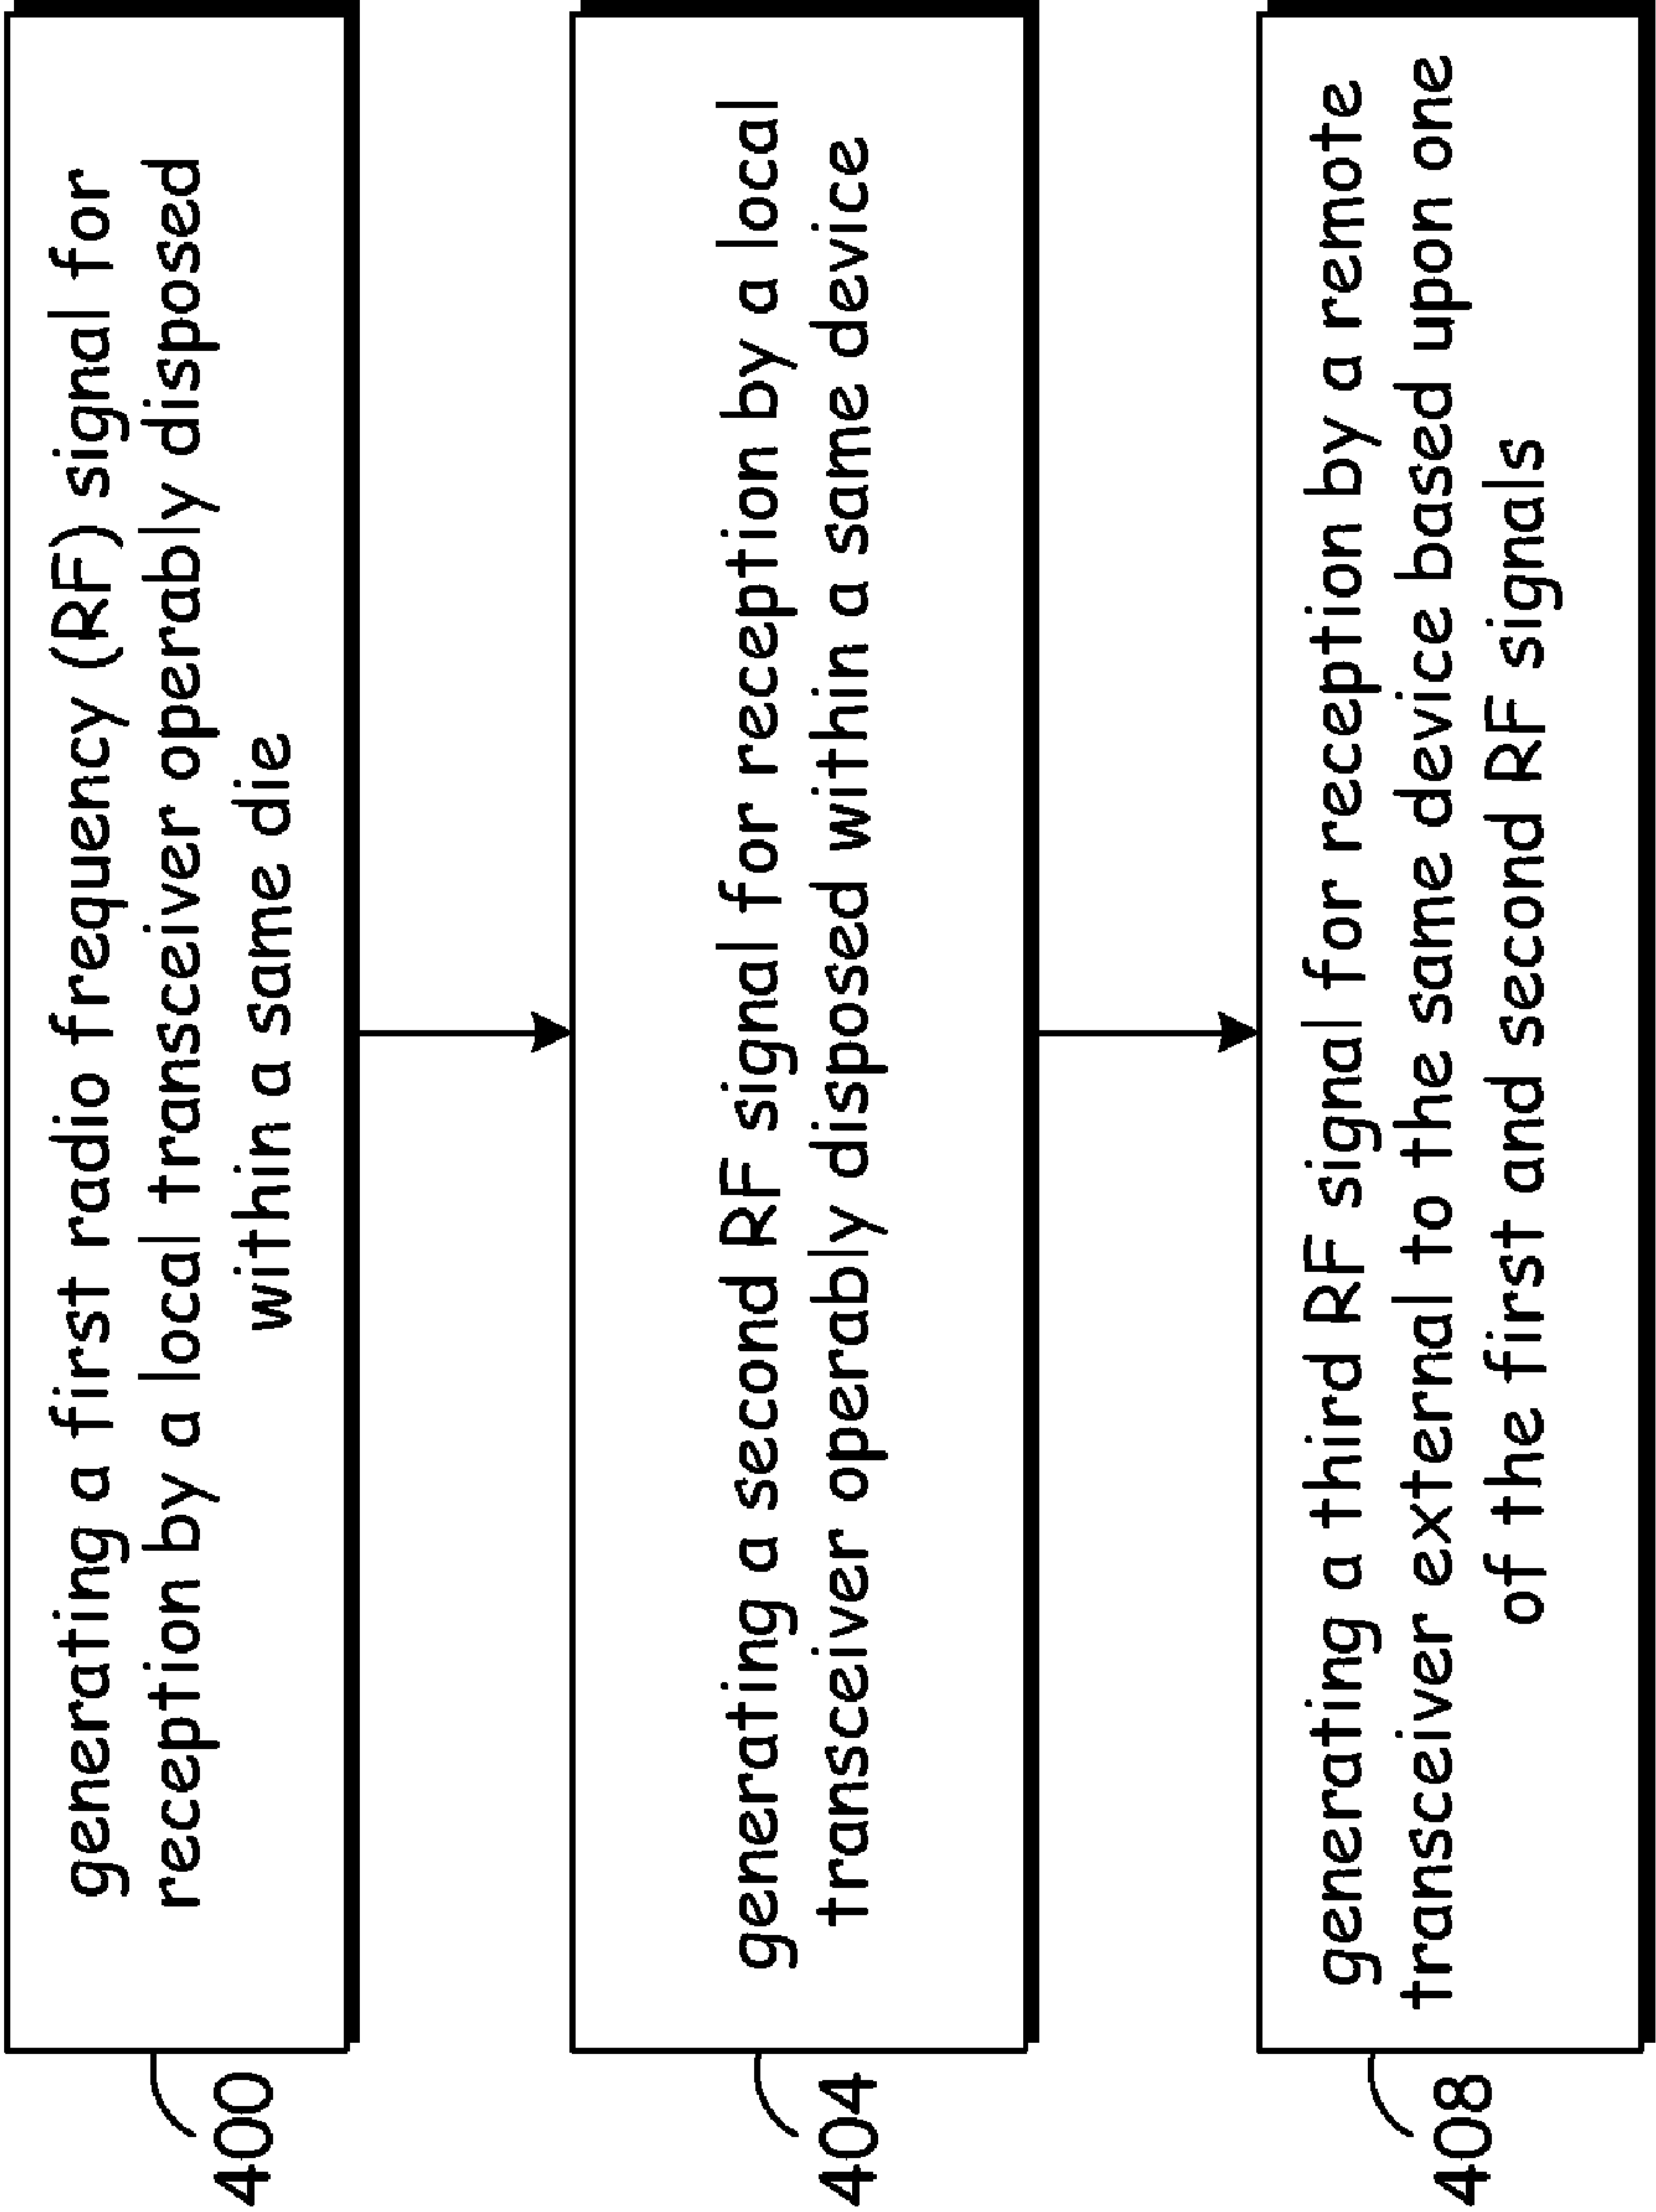 generating a first radio frequency (RF) signal for
reception by a local transceiver operably disposed
within a same die
400
generating a second RF signal for reception by a local
transceiver operably disposed within a same device
404
generating a third RF signal for reception by a remote
transceiver external to the same device based upon one
of the first and second RF signals
408